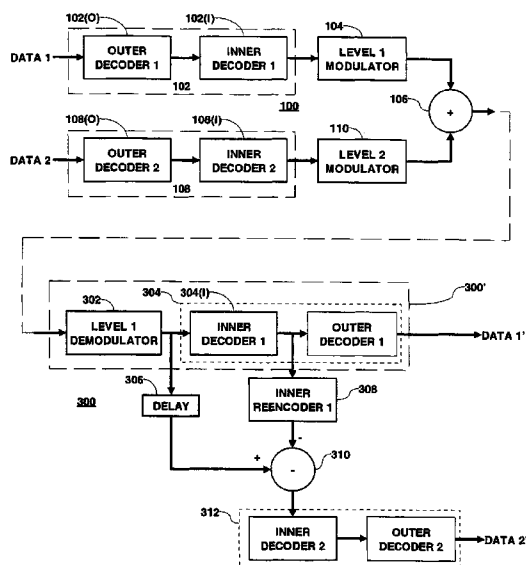 102(O)
102(I)
104
DATA 1
OUTER
DECODER 1
INNER
DECODER 1
LEVEL 1
MODULATOR
102
100
106
+
108(O)
108(I)
110
DATA 2
OUTER
DECODER 2
INNER
DECODER 2
LEVEL 2
MODULATOR
108
300'
302
304
304(I)
LEVEL 1
DEMODULATOR
INNER
DECODER 1
OUTER
DECODER 1
DATA 1'
306
300
DELAY
INNER
REENCODER 1
308
-
+
-
310
312
INNER
DECODER 2
OUTER
DECODER 2
DATA 2'